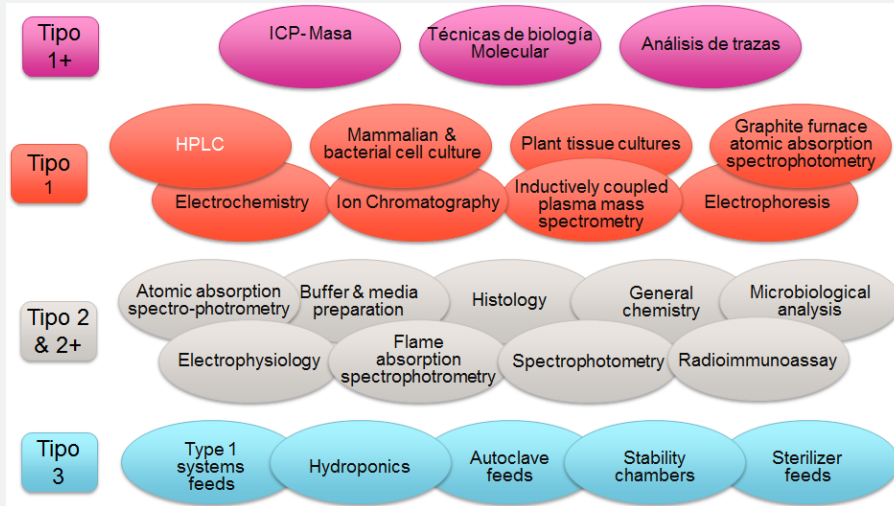 Tipo
1+
ICP- Masa
Técnicas de biología
Molecular
Análisis de trazas
Tipo
1
HPLC
Mammalian &
bacterial cell culture
Plant tissue cultures
Graphite furnace
atomic absorption
spectrophotometry
Electrochemistry
Ion Chromatography
Inductively coupled
plasma mass
spectrometry
Electrophoresis
Tipo 2
& 2+
Atomic absorption
spectro-photrometry
Buffer & media
preparation
Histology
General
chemistry
Microbiological
analysis
Electrophysiology
Flame
absorption
spectrophotrometry
Spectrophotometry
Radioimmunoassay
Tipo
3
Type 1
systems
feeds
Hydroponics
Autoclave
feeds
Stability
chambers
Sterilizer
feeds